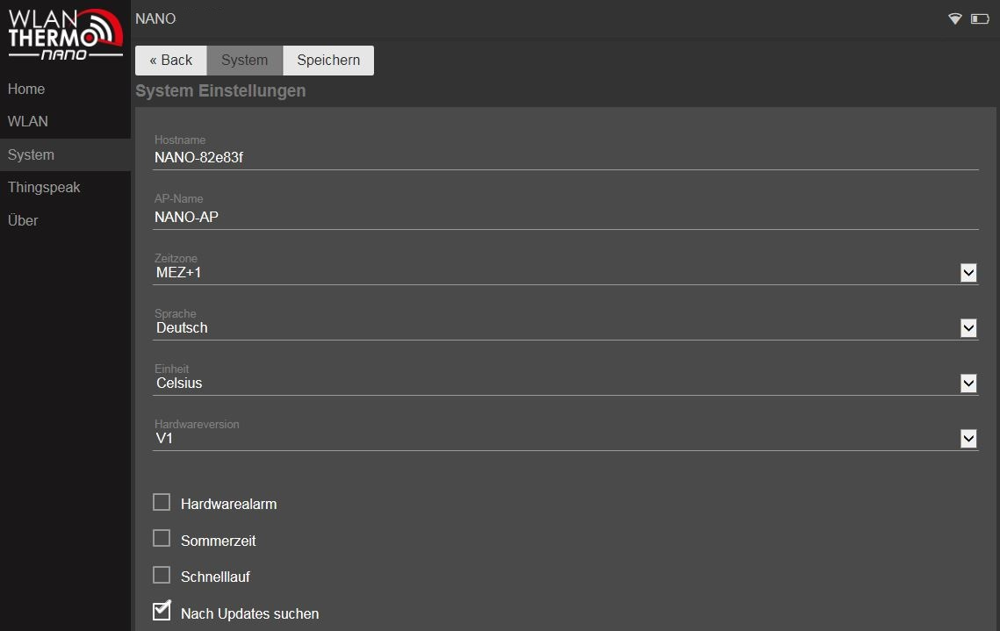 WLAN
THERMO
NANO
Home
WLAN
System
Thingspeak
Über
NANO
« Back
System
Speichern
System Einstellungen
Hostname
NANO-82e83f
AP-Name
NANO-AP
Zeitzone
MEZ+1
Sprache
Deutsch
Einheit
Celsius
Hardwareversion
V1
Hardwarealarm
Sommerzeit
Schnelllauf
Nach Updates suchen